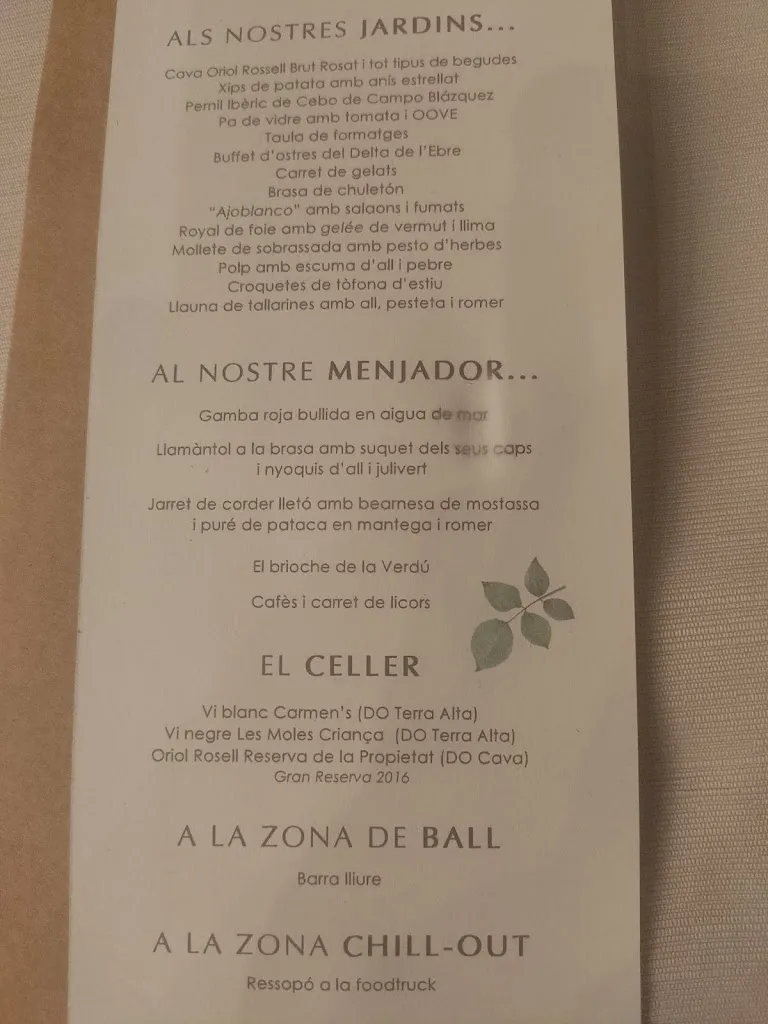 ALS NOSTRES JARDINS...
Cava Oriol Rossell Brut Rosat i tot tipus de begudes
Xips de patata amb anís estrellat
Pernil Ibèric de Cebo de Campo Blázquez
Pa de vidre amb tomata i OOVE
Taula de formatges
Buffet d'ostres del Delta de l'Ebre
Carret de gelats
Brasa de chuletón
“Ajoblanco” amb salaons i fumats
Royal de foie amb gelée de vermut i llima
Mollete de sobrassada amb pesto d'herbes
Polp amb escuma d'all i pebre
Croquetes de tòfona d'estiu
Llauna de tallarines amb all, pesteta i romer
AL NOSTRE MENJADOR...
Gamba roja bullida en aigua de mar
Llamàntol a la brasa amb suquet dels seus caps
i nyoquis d'all i julivert
Jarret de corder lletó amb bearnesa de mostassa
i puré de pataca en mantega i romer
El brioche de la Verdú
Cafès i carret de licors
EL CELLER
Vi blanc Carmen's (DO Terra Alta)
Vi negre Les Moles Criança (DO Terra Alta)
Oriol Rosell Reserva de la Propietat (DO Cava)
Gran Reserva 2016
A LA ZONA DE BALL
Barra lliure
A LA ZONA CHILL-OUT
Ressopó a la foodtruck